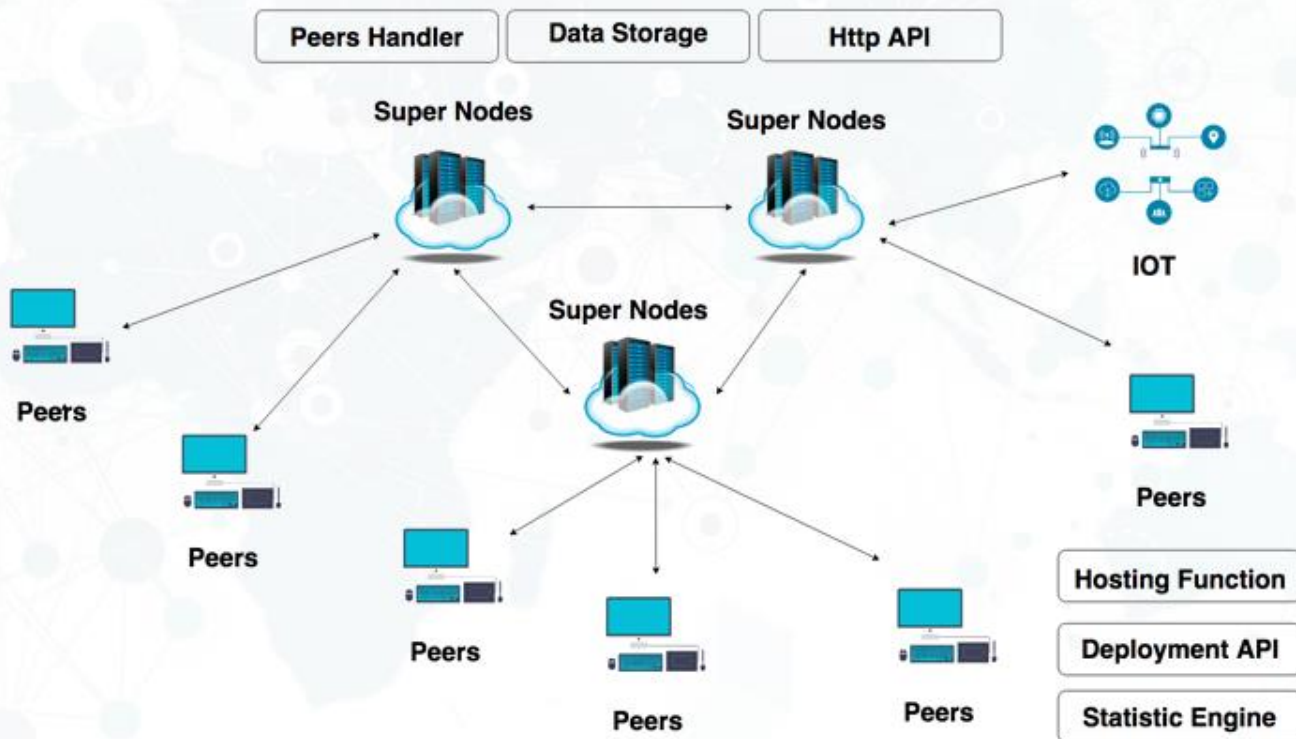 Peers Handler
Data Storage
Http API
Super Nodes
Super Nodes
IOT
Super Nodes
Peers
Peers
Peers
Peers
Peers
Peers
Hosting Function
Deployment API
Statistic Engine